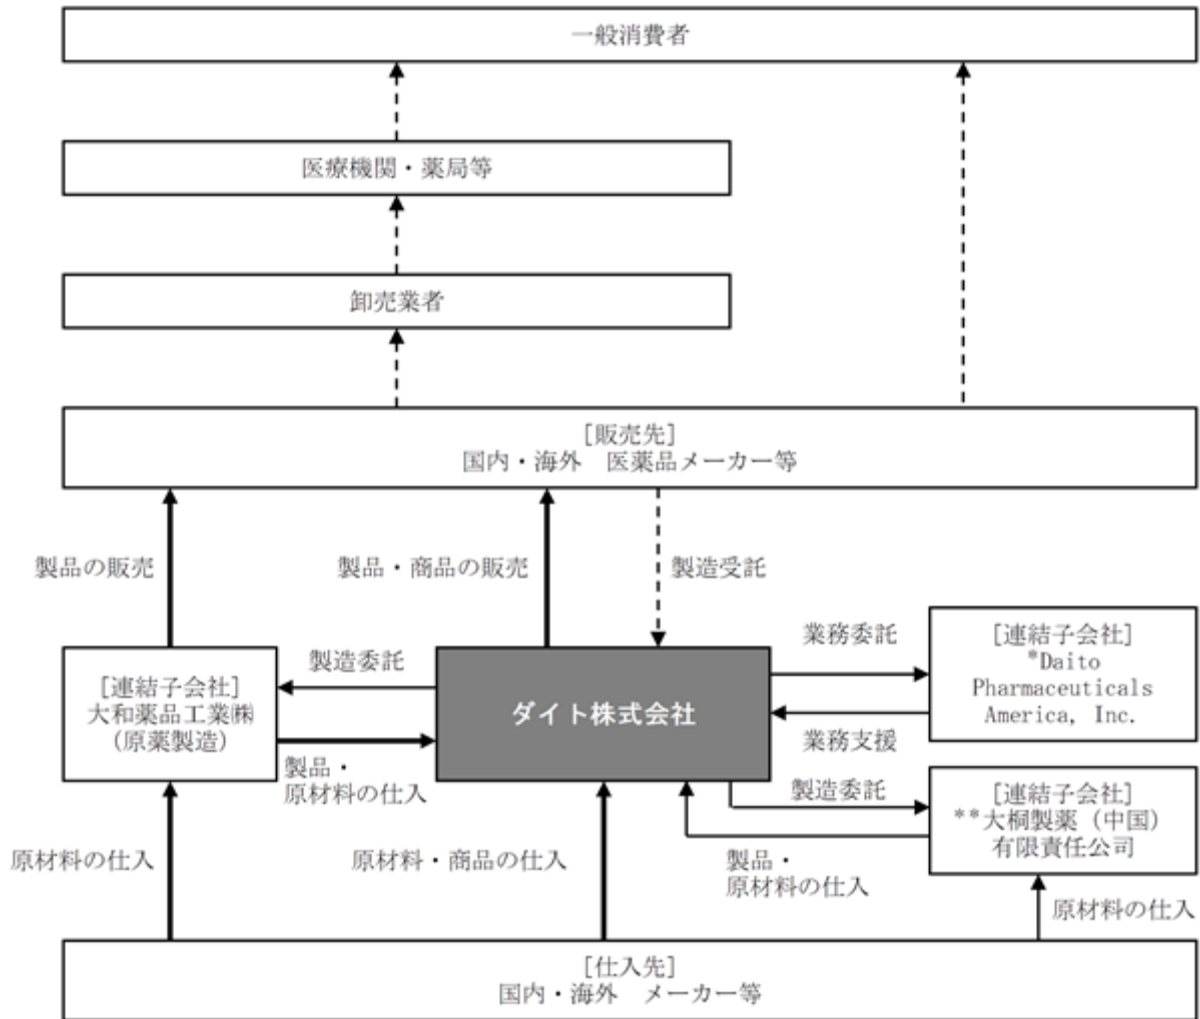 一般消費者
医療機関・薬局等
卸売業者
[販売先]
国内・海外　医薬品メーカー等
製品の販売
製品・商品の販売
製造受託
[連結子会社]
大和薬品工業㈱
（原薬製造）
製造委託
製品・
原材料の仕入
ダイト株式会社
業務委託
業務支援
[連結子会社]
*Daito
Pharmaceuticals
America, Inc.
製造委託
製品・
原材料の仕入
[連結子会社]
**大桐製薬（中国）
有限責任公司
原材料の仕入
原材料・商品の仕入
原材料の仕入
[仕入先]
国内・海外　メーカー等